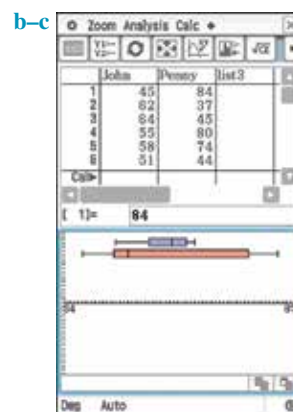 b–c
Zoom Analysis Calc
John Penny list3
1 45 84
2 62 37
3 64 45
4 55 80
5 58 74
6 51 44
Cal▶
[ 1]= 84
Deg Auto